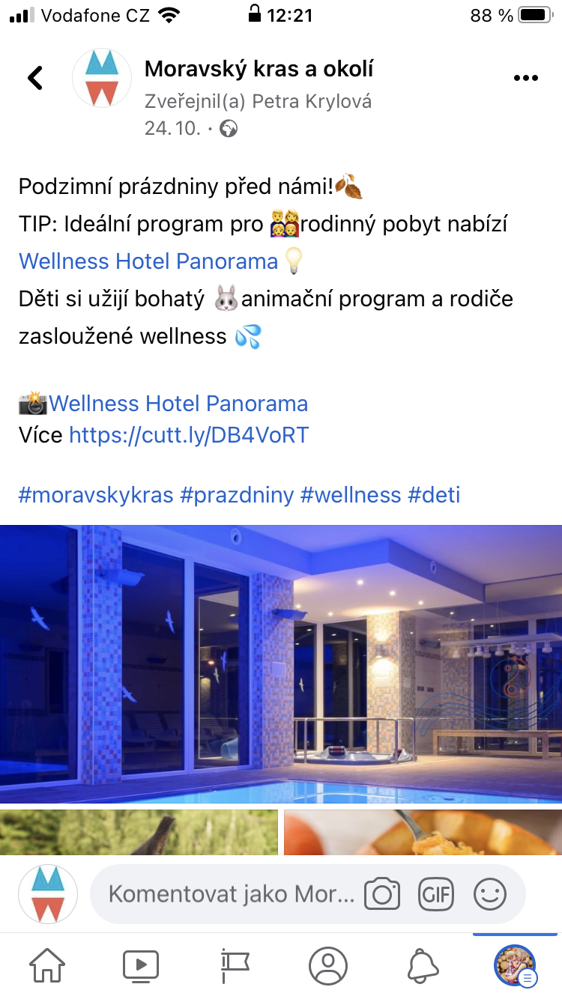 Vodafone CZ 12:21 88 %
Moravský kras a okolí
Zveřejnil(a) Petra Krylová
24. 10. ·
Podzimní prázdniny před námi!🍂
TIP: Ideální program pro 👨‍👩‍👧‍👦rodinný pobyt nabízí
Wellness Hotel Panorama💡
Děti si užijí bohatý 🐰animační program a rodiče
zasloužené wellness 💦
📸Wellness Hotel Panorama
Více https://cutt.ly/DB4VoRT
#moravskykras #prazdniny #wellness #deti
Komentovat jako Mor... GIF